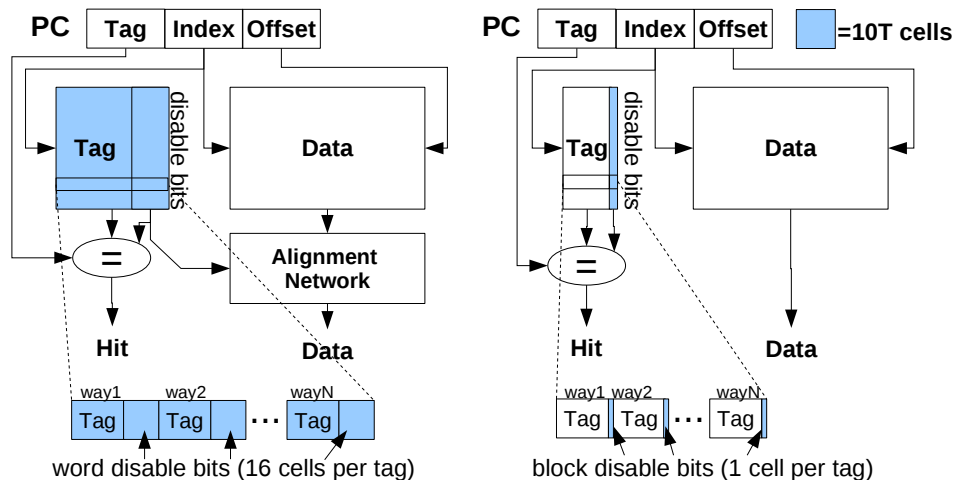 PC Tag Index Offset
Tag
disable bits
Data
=
Alignment
Network
Hit
Data
way1 way2 wayN
Tag Tag ... Tag
word disable bits (16 cells per tag)
PC Tag Index Offset
=10T cells
Tag
disable bits
Data
=
Hit
Data
way1 way2 wayN
Tag Tag ... Tag
block disable bits (1 cell per tag)